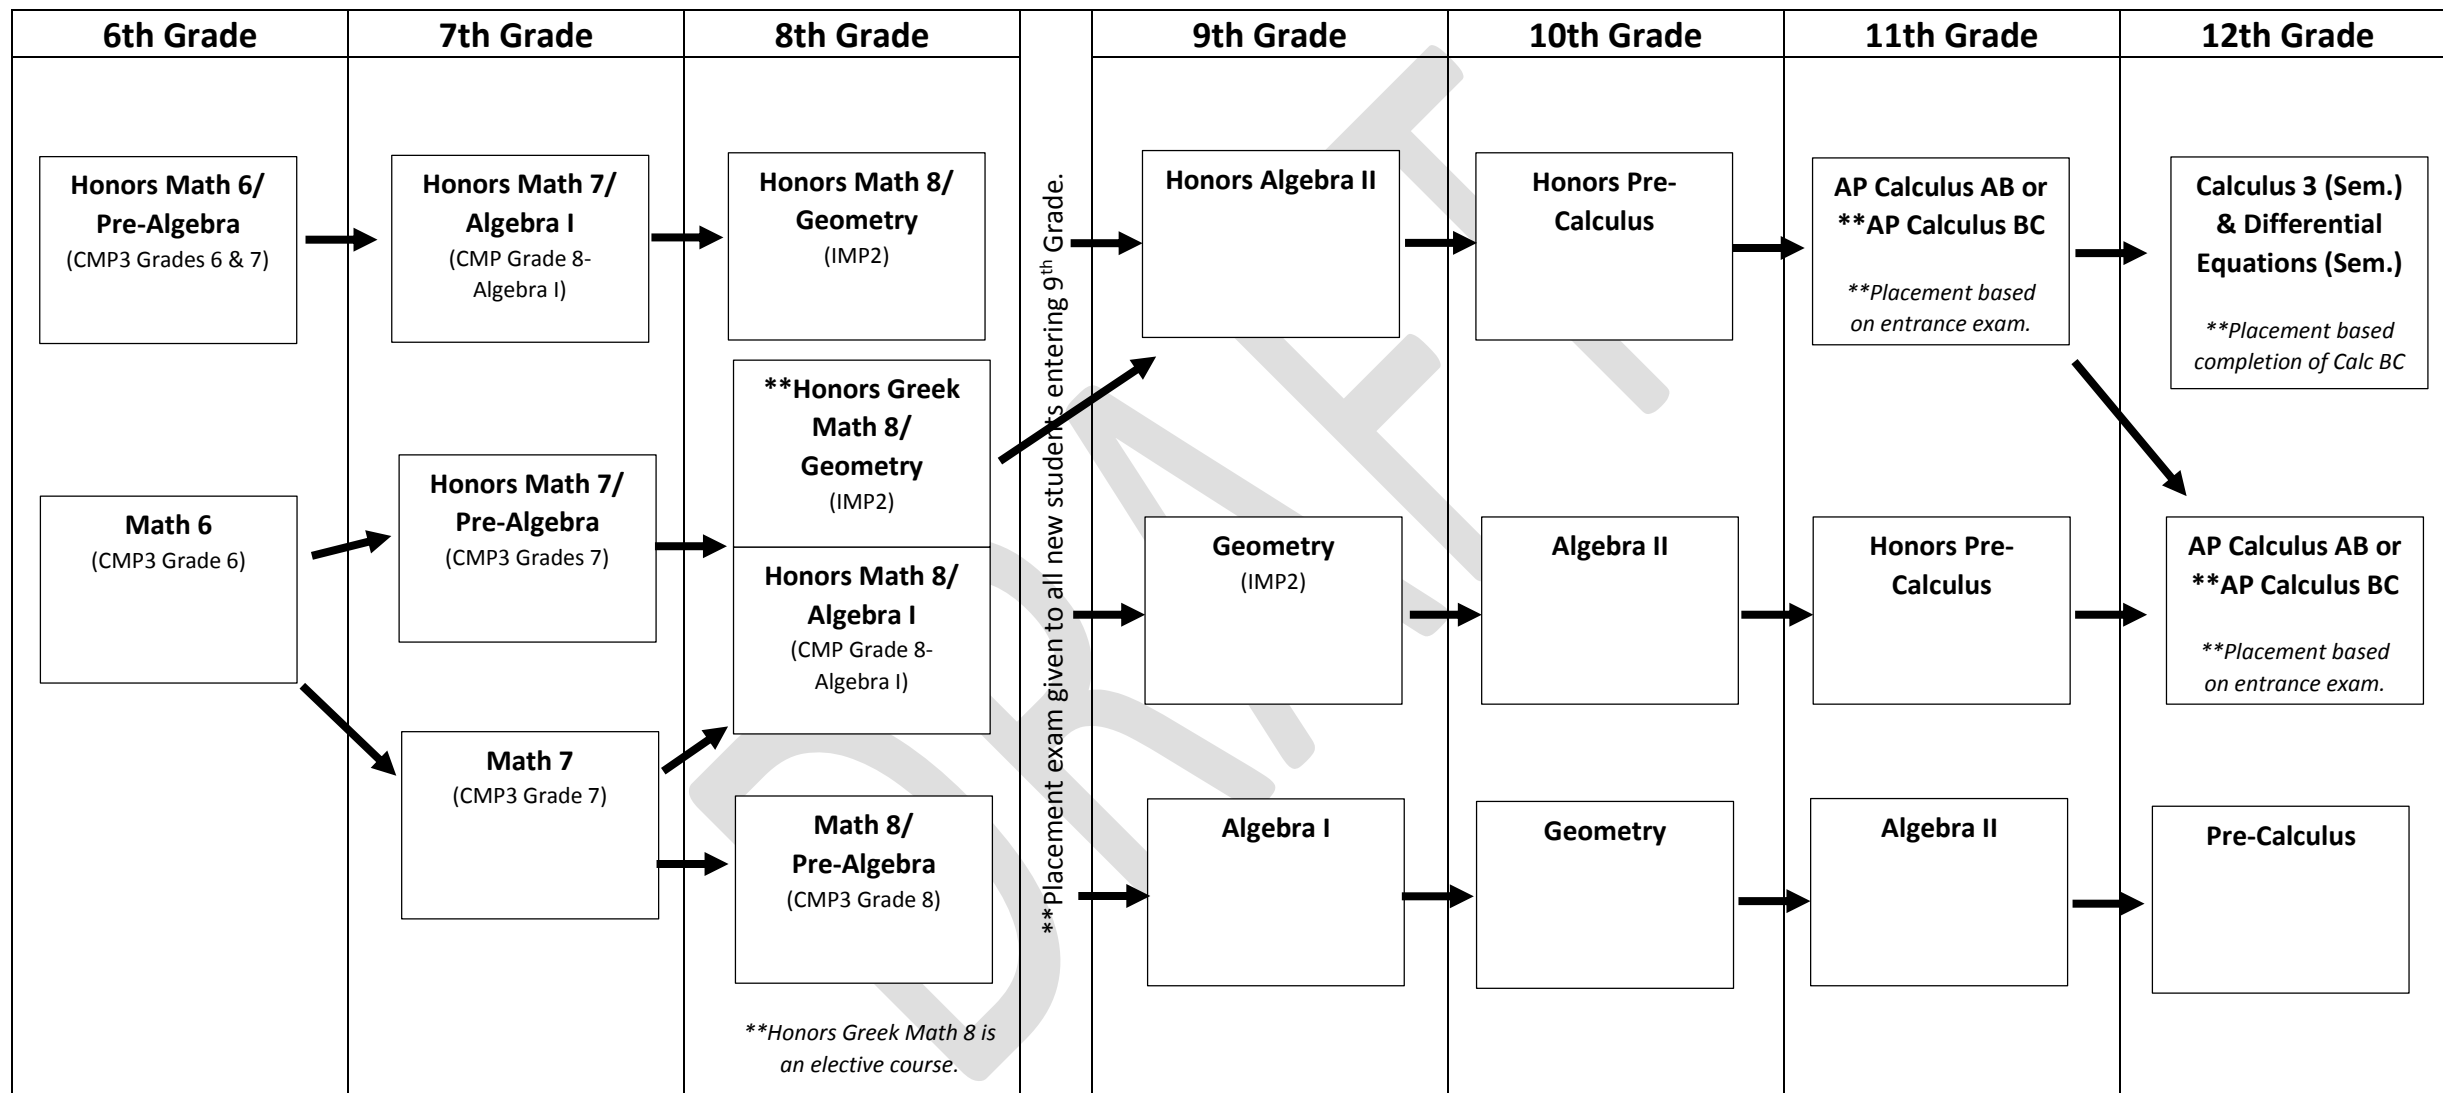 6th Grade
7th Grade
8th Grade
9th Grade
10th Grade
11th Grade
12th Grade
Honors Math 6/
Pre-Algebra
(CMP3 Grades 6 & 7)
Math 6
(CMP3 Grade 6)
Honors Math 7/
Algebra I
(CMP Grade 8-
Algebra I)
Honors Math 7/
Pre-Algebra
(CMP3 Grades 7)
Math 7
(CMP3 Grade 7)
Honors Math 8/
Geometry
(IMP2)
**Honors Greek
Math 8/
Geometry
(IMP2)
Honors Math 8/
Algebra I
(CMP Grade 8-
Algebra I)
Math 8/
Pre-Algebra
(CMP3 Grade 8)
**Honors Greek Math 8 is
an elective course.
**Placement exam given to all new students entering 9th Grade.
Honors Algebra II
Geometry
(IMP2)
Algebra I
Honors Pre-
Calculus
Algebra II
Geometry
AP Calculus AB or
**AP Calculus BC
**Placement based
on entrance exam.
Honors Pre-
Calculus
Algebra II
Calculus 3 (Sem.)
& Differential
Equations (Sem.)
**Placement based
completion of Calc BC
AP Calculus AB or
**AP Calculus BC
**Placement based
on entrance exam.
Pre-Calculus
DRAFT